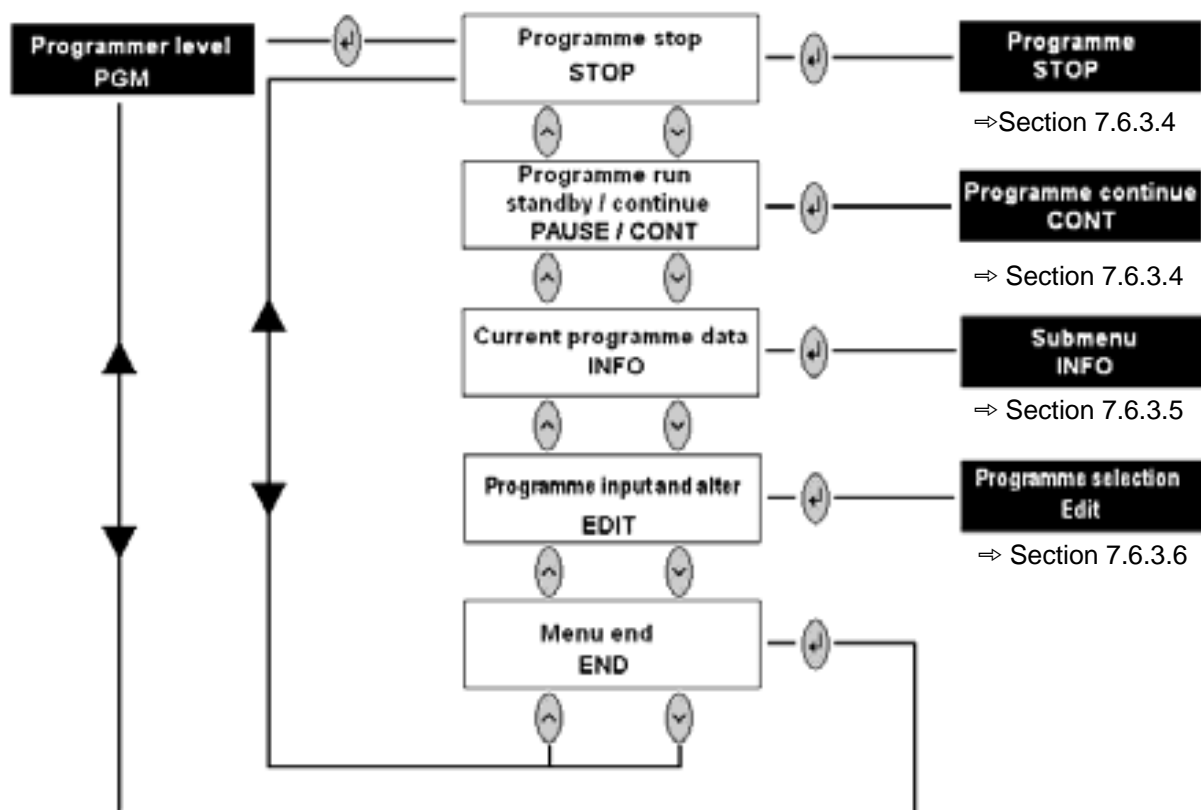 Programmer level
PGM
Programme stop
STOP
Programme
STOP
⇨Section 7.6.3.4
Programme run
standby / continue
PAUSE / CONT
Programme continue
CONT
⇨ Section 7.6.3.4
Current programme data
INFO
Submenu
INFO
⇨ Section 7.6.3.5
Programme input and alter
EDIT
Programme selection
Edit
⇨ Section 7.6.3.6
Menu end
END